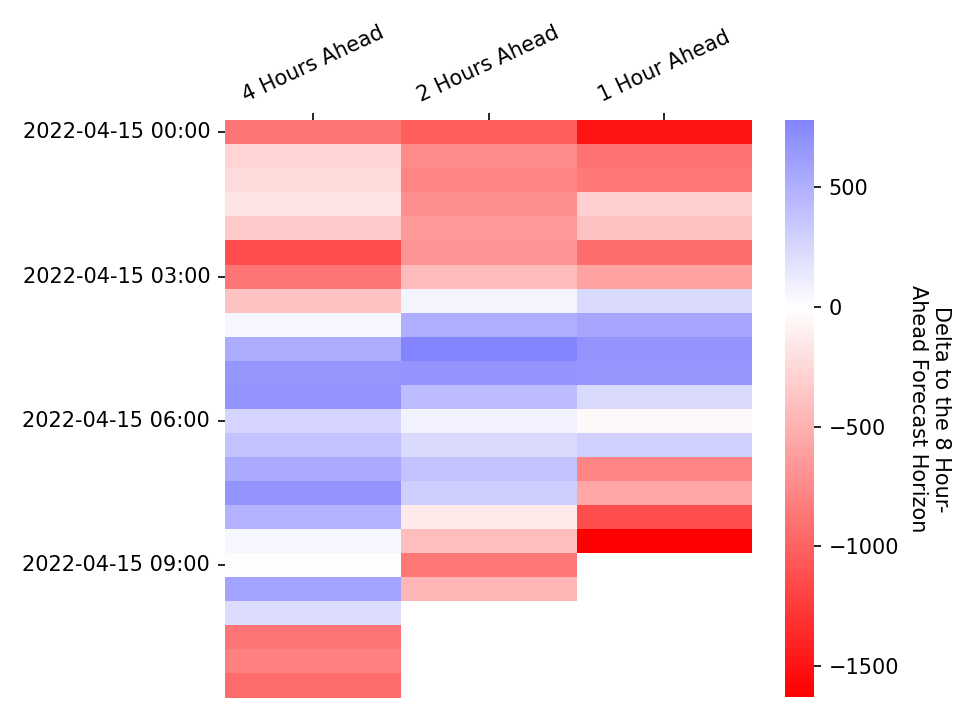 4 Hours Ahead
2 Hours Ahead
1 Hour Ahead
2022-04-15 00:00
2022-04-15 03:00
2022-04-15 06:00
2022-04-15 09:00
500
0
−500
−1000
−1500
Delta to the 8 Hour-
Ahead Forecast Horizon